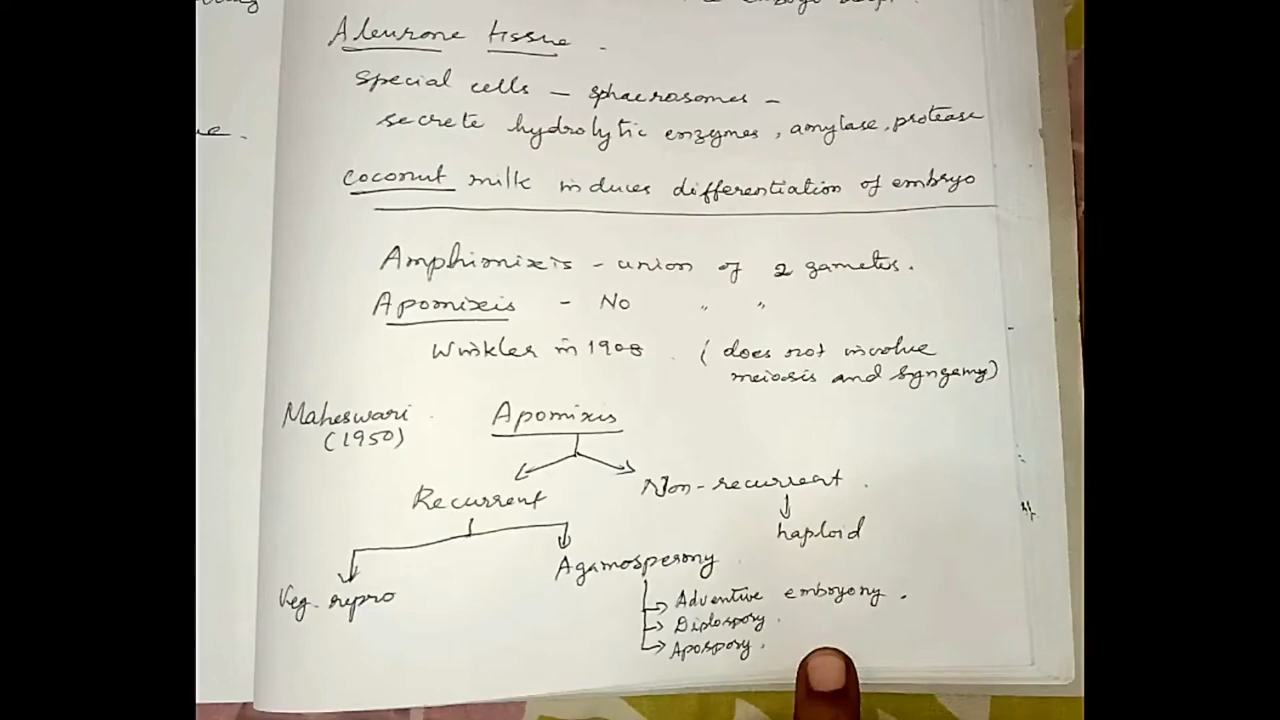 Aleurone tissue -
special cells - sphaerosomes -
secrete hydrolytic enzymes, amylase, protease
coconut milk induces differentiation of embryo
Amphimixis - union of 2 gametes.
Apomixis - No " "
Winkler in 1908 (does not involve
meiosis and syngamy)
Maheswari
(1950)
Apomixis
Recurrent
Non-recurrent.
haploid
Agamospermy
Veg. repro
Adventive embryony.
Diplospory.
Apospory.